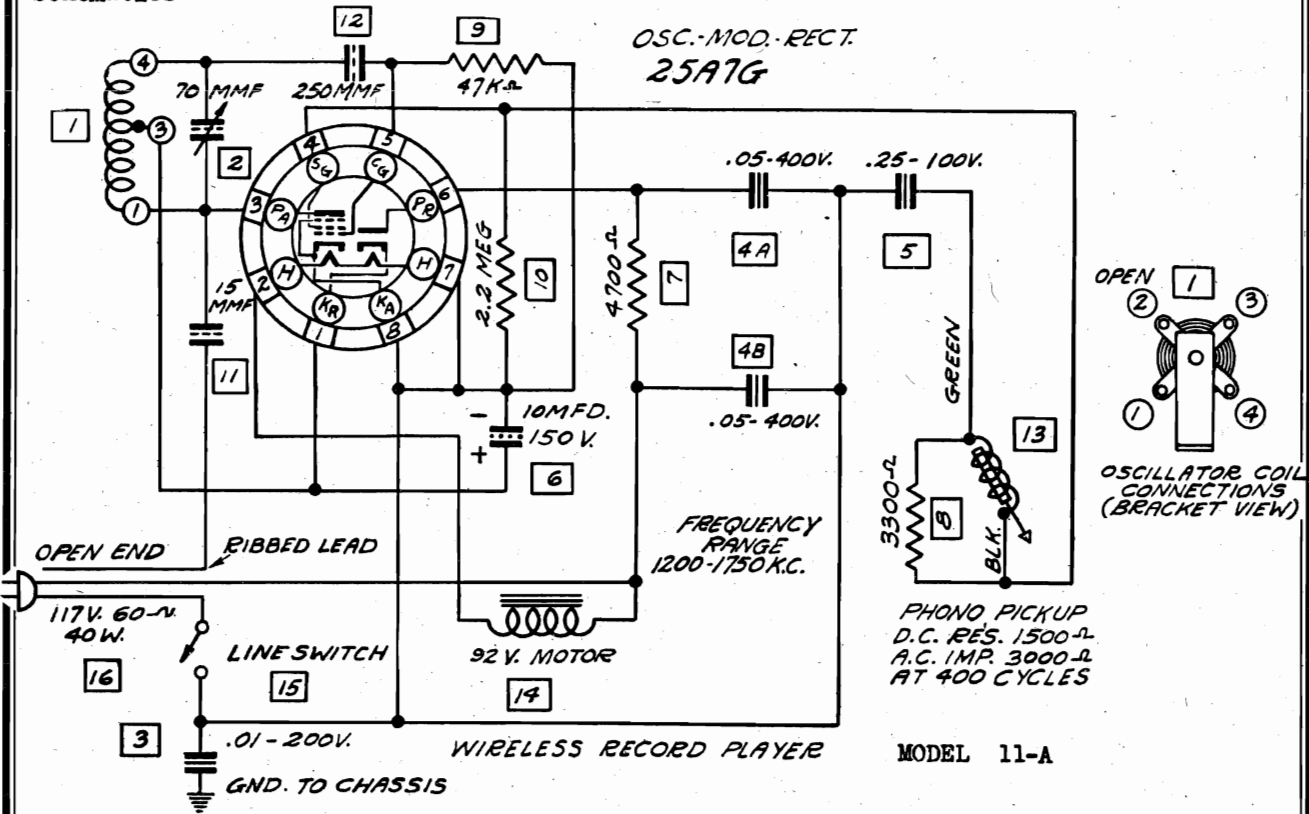 12
9
OSC.-MOD.-RECT.
25A7G
4
70 MMF
250MMF
47KΩ
1
3
2
4
5
SG
CG
.05-400V.
.25-100V.
1
3
PA
PR
6
2.2 MEG
10
4700Ω
7
4A
5
OPEN
1
2
3
15
MMF
2
H
H
7
KR
KA
1
8
11
4B
GREEN
1
4
- 10MFD.
+ 150V.
6
.05-400V.
13
OSCILLATOR COIL
CONNECTIONS
(BRACKET VIEW)
3300Ω
8
BLK.
FREQUENCY
RANGE
1200-1750 K.C.
OPEN END
RIBBED LEAD
117V. 60~
40W.
16
LINE SWITCH
15
92 V. MOTOR
14
PHONO PICKUP
D.C. RES. 1500Ω
A.C. IMP. 3000Ω
AT 400 CYCLES
3
.01-200V.
WIRELESS RECORD PLAYER
MODEL 11-A
GND. TO CHASSIS